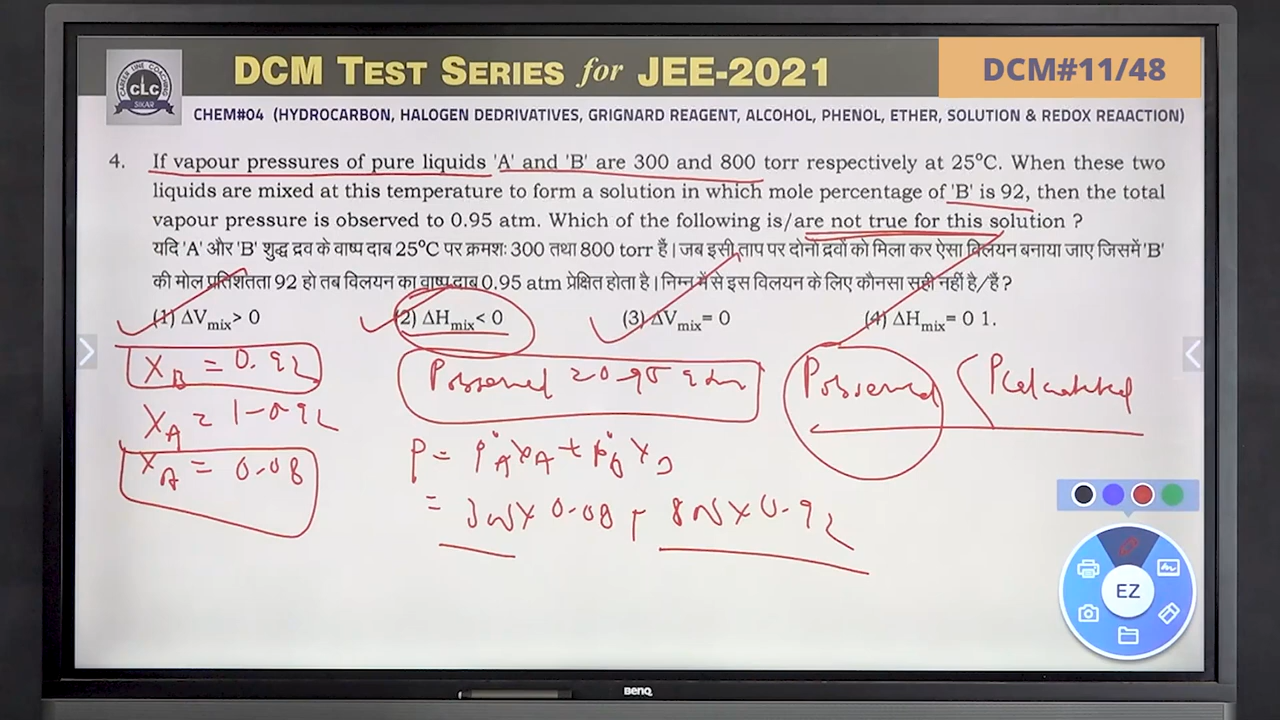 DCM TEST SERIES for JEE-2021
DCM#11/48
CAREER LINE COACHING
CLC
SIKAR
CHEM#04 (HYDROCARBON, HALOGEN DEDRIVATIVES, GRIGNARD REAGENT, ALCOHOL, PHENOL, ETHER, SOLUTION & REDOX REAACTION)
4. If vapour pressures of pure liquids 'A' and 'B' are 300 and 800 torr respectively at 25°C. When these two
liquids are mixed at this temperature to form a solution in which mole percentage of 'B' is 92, then the total
vapour pressure is observed to 0.95 atm. Which of the following is/are not true for this solution ?
यदि 'A' और 'B' शुद्ध द्रव के वाष्प दाब 25°C पर क्रमश: 300 तथा 800 torr हैं। जब इसी ताप पर दोनों द्रवों को मिला कर ऐसा विलयन बनाया जाए जिसमें 'B'
की मोल प्रतिशतता 92 हो तब विलयन का वाष्प दाब 0.95 atm प्रेक्षित होता है। निम्न में से इस विलयन के लिए कौनसा सही नहीं है/हैं?
(1) ΔVmix> 0 (2) ΔHmix< 0 (3) ΔVmix= 0 (4) ΔHmix= 0 1.
XB = 0.92
XA = 1-0.92
XA = 0.08
Pobserved = 0.95 atm
Pobserved < Pcalculated
P = P°A XA + P°B XB
= 300 X 0.08 + 800 X 0.92
EZ
BenQ